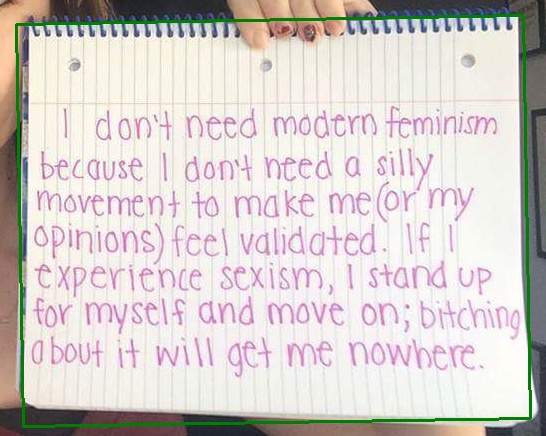 I don't need modern feminism
because I don't need a silly
movement to make me (or my
opinions) feel validated. If I
experience sexism, I stand up
for myself and move on; bitching
about it will get me nowhere.